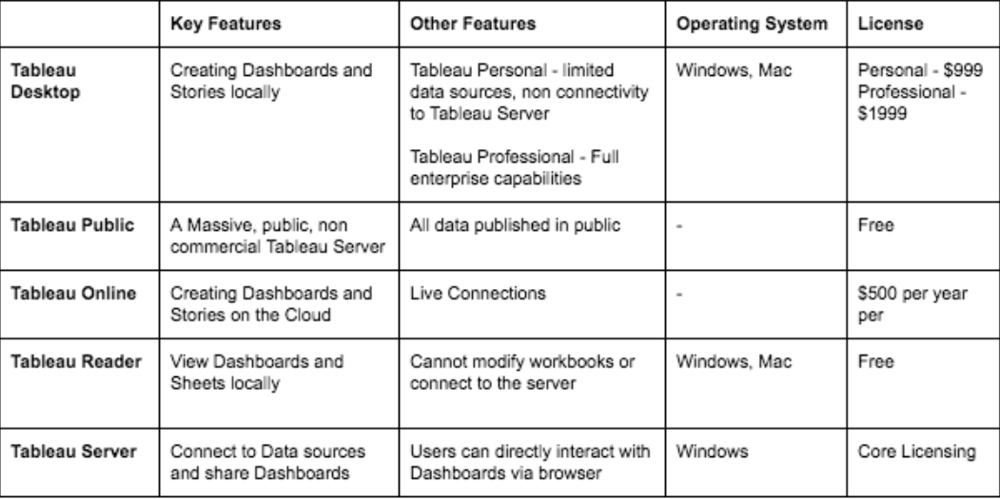 Key Features Other Features Operating System License
Tableau Desktop
Creating Dashboards and
Stories locally
Tableau Personal - limited
data sources, non connectivity
to Tableau Server
Tableau Professional - Full
enterprise capabilities
Windows, Mac
Personal - $999
Professional -
$1999
Tableau Public
A Massive, public, non
commercial Tableau Server
All data published in public
-
Free
Tableau Online
Creating Dashboards and
Stories on the Cloud
Live Connections
-
$500 per year
per
Tableau Reader
View Dashboards and
Sheets locally
Cannot modify workbooks or
connect to the server
Windows, Mac
Free
Tableau Server
Connect to Data sources
and share Dashboards
Users can directly interact with
Dashboards via browser
Windows
Core Licensing